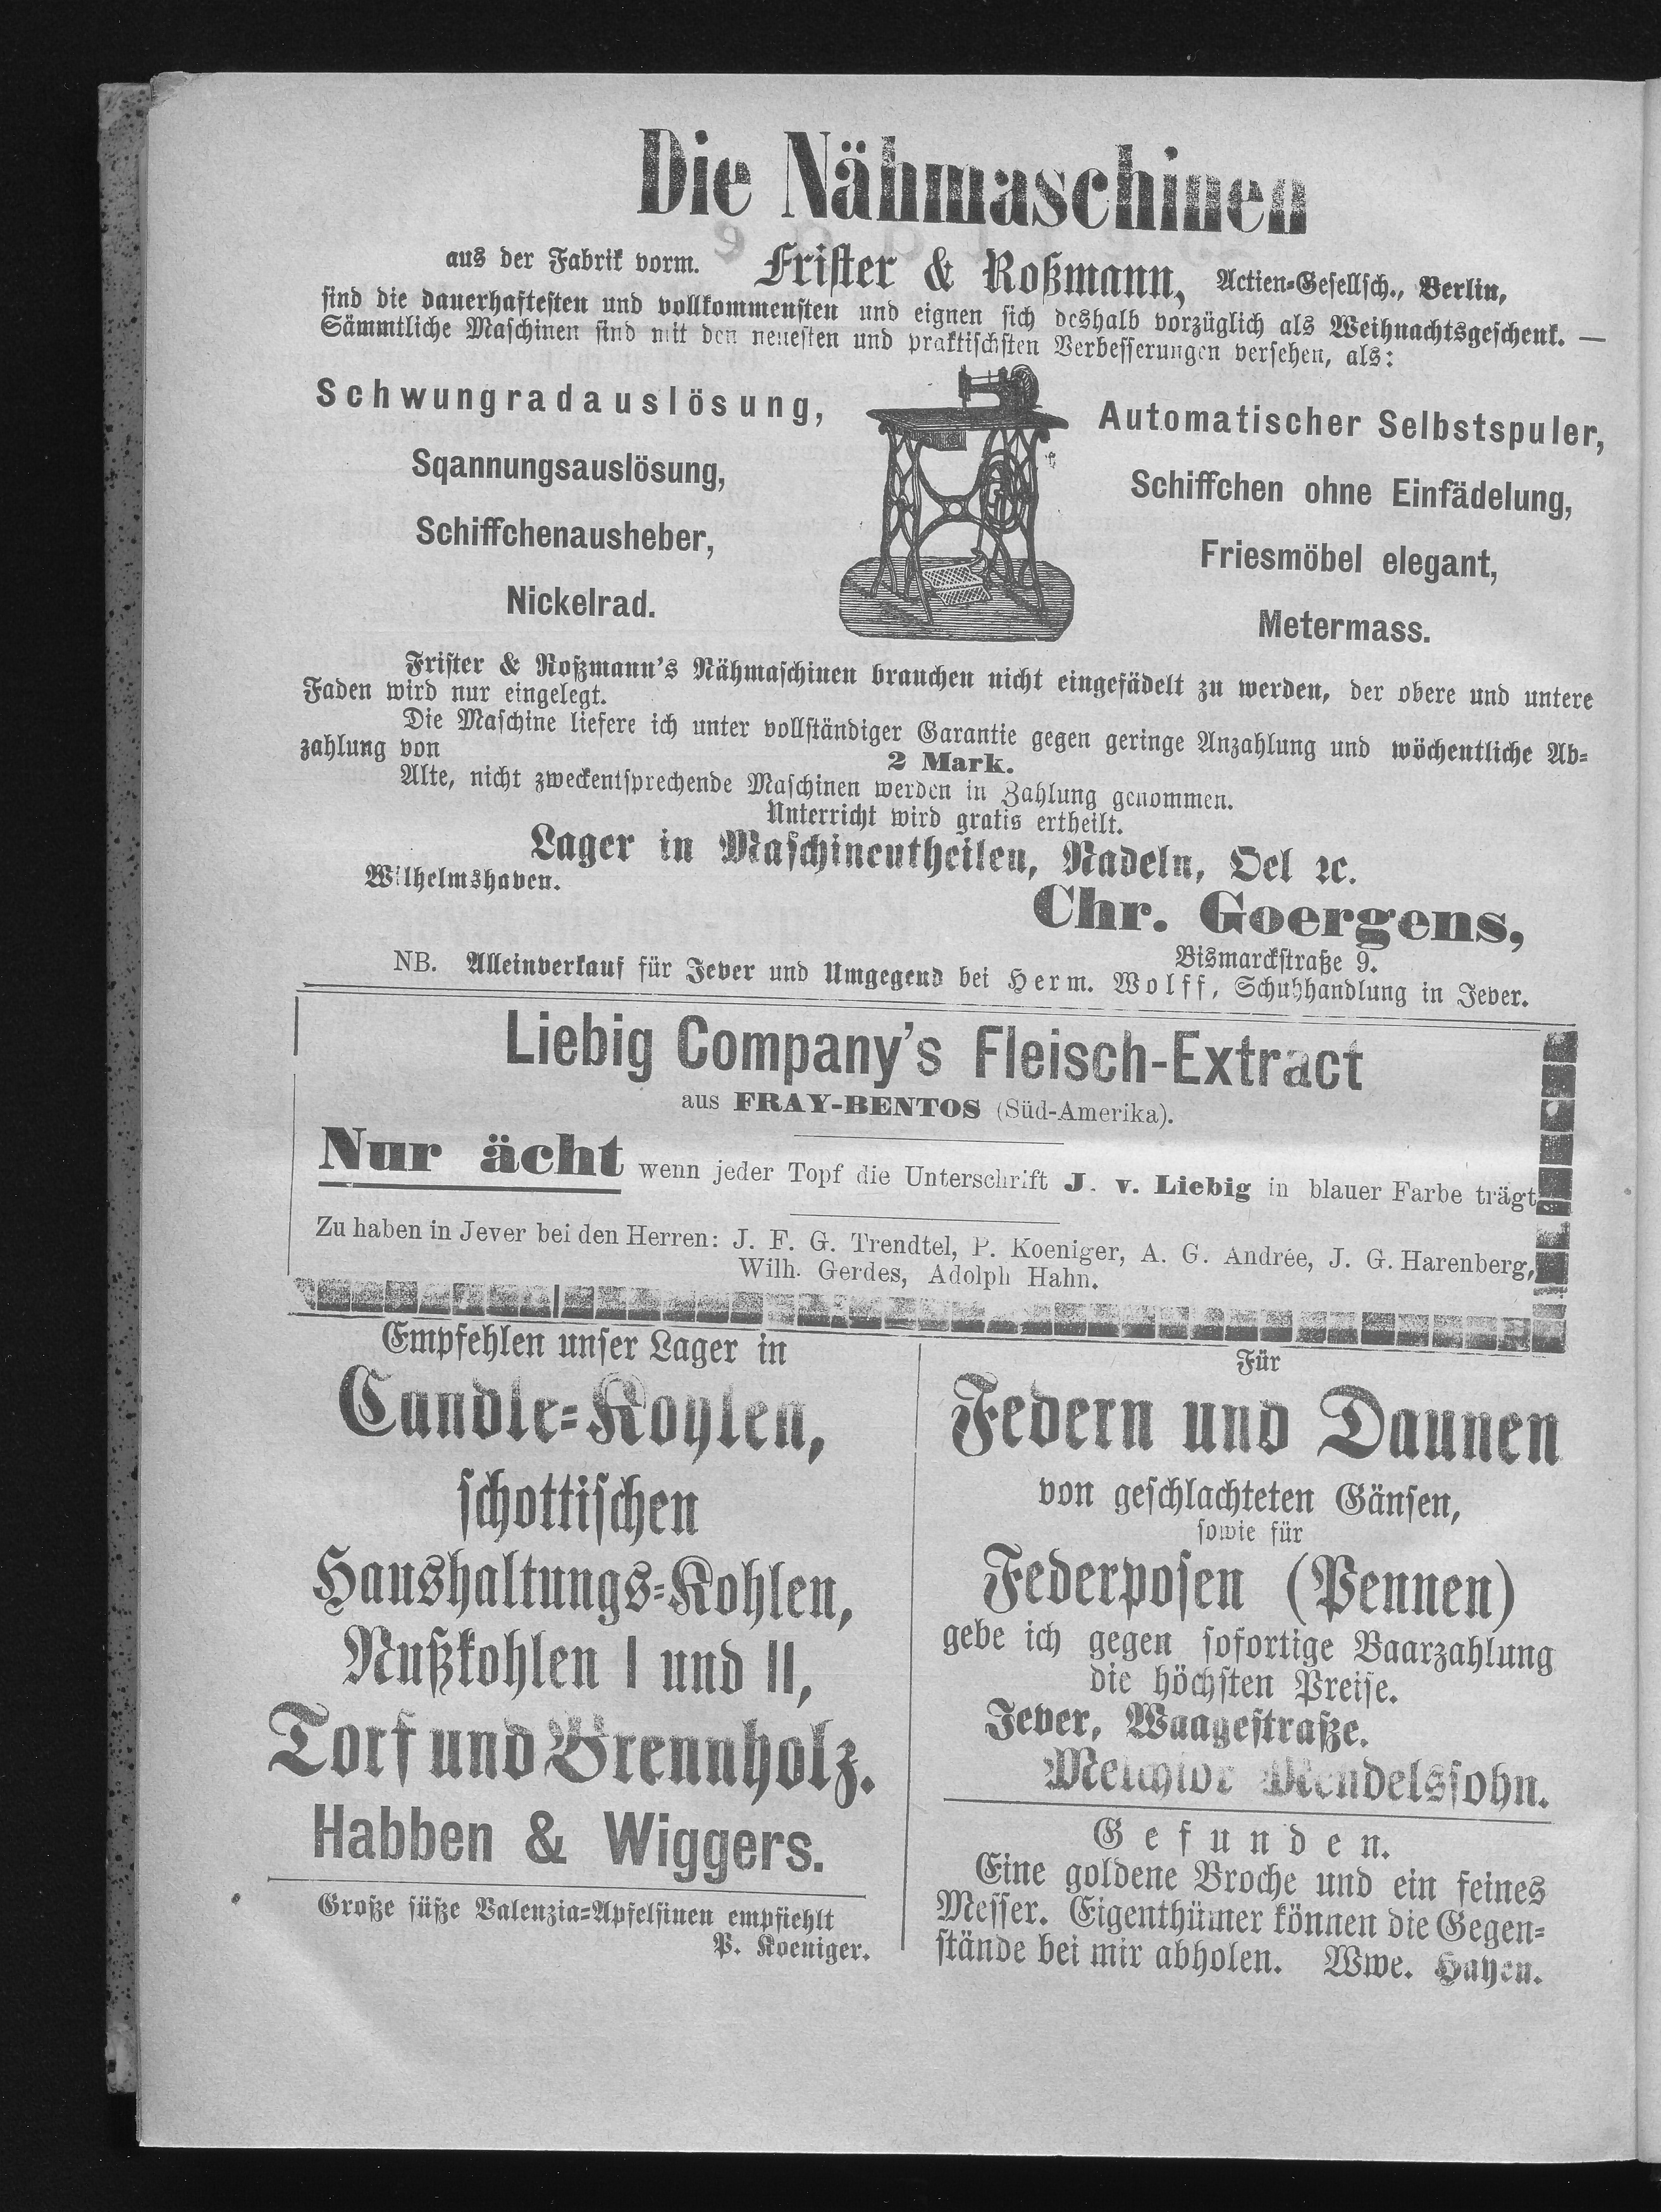 Die Nähmaschinen
aus der Fabrik vorm. Frister & Roßmann, Actien-Gesellsch., Berlin,
sind die dauerhaftesten und vollkommensten und eignen sich deshalb vorzüglich als Weihnachtsgeschenk. —
Sämmtliche Maschinen sind mit den neuesten und praktischsten Verbesserungen versehen, als:
Schwungradauslösung,
Sqannungsauslösung,
Schiffchenausheber,
Nickelrad.
Automatischer Selbstspuler,
Schiffchen ohne Einfädelung,
Friesmöbel elegant,
Metermass.
Frister & Roßmann's Nähmaschinen brauchen nicht eingefädelt zu werden, der obere und untere
Faden wird nur eingelegt.
Die Maschine liefere ich unter vollständiger Garantie gegen geringe Anzahlung und wöchentliche Ab-
zahlung von 2 Mark.
Alte, nicht zweckentsprechende Maschinen werden in Zahlung genommen.
Unterricht wird gratis ertheilt.
Lager in Maschinentheilen, Nadeln, Oel ꝛc.
Wilhelmshaven.
Chr. Goergens,
Bismarckstraße 9.
NB. Alleinverkauf für Jever und Umgegend bei Herm. Wolff, Schuhhandlung in Jever.
Liebig Company's Fleisch-Extract
aus FRAY-BENTOS (Süd-Amerika).
Nur ächt wenn jeder Topf die Unterschrift J. v. Liebig in blauer Farbe trägt
Zu haben in Jever bei den Herren: J. F. G. Trendtel, P. Koeniger, A. G. Andrée, J. G. Harenberg,
Wilh. Gerdes, Adolph Hahn.
Empfehlen unser Lager in
Candle-Kohlen,
schottischen
Haushaltungs-Kohlen,
Nußkohlen I und II,
Torf und Brennholz.
Habben & Wiggers.
Große süße Valenzia-Apfelsinen empfiehlt
P. Koeniger.
Für
Federn und Daunen
von geschlachteten Gänsen,
sowie für
Federposen (Pennen)
gebe ich gegen sofortige Baarzahlung
die höchsten Preise.
Jever, Waagestraße.
Melchior Mendelssohn.
Gefunden.
Eine goldene Broche und ein feines
Messer. Eigenthümer können die Gegen-
stände bei mir abholen. Wwe. Hayen.